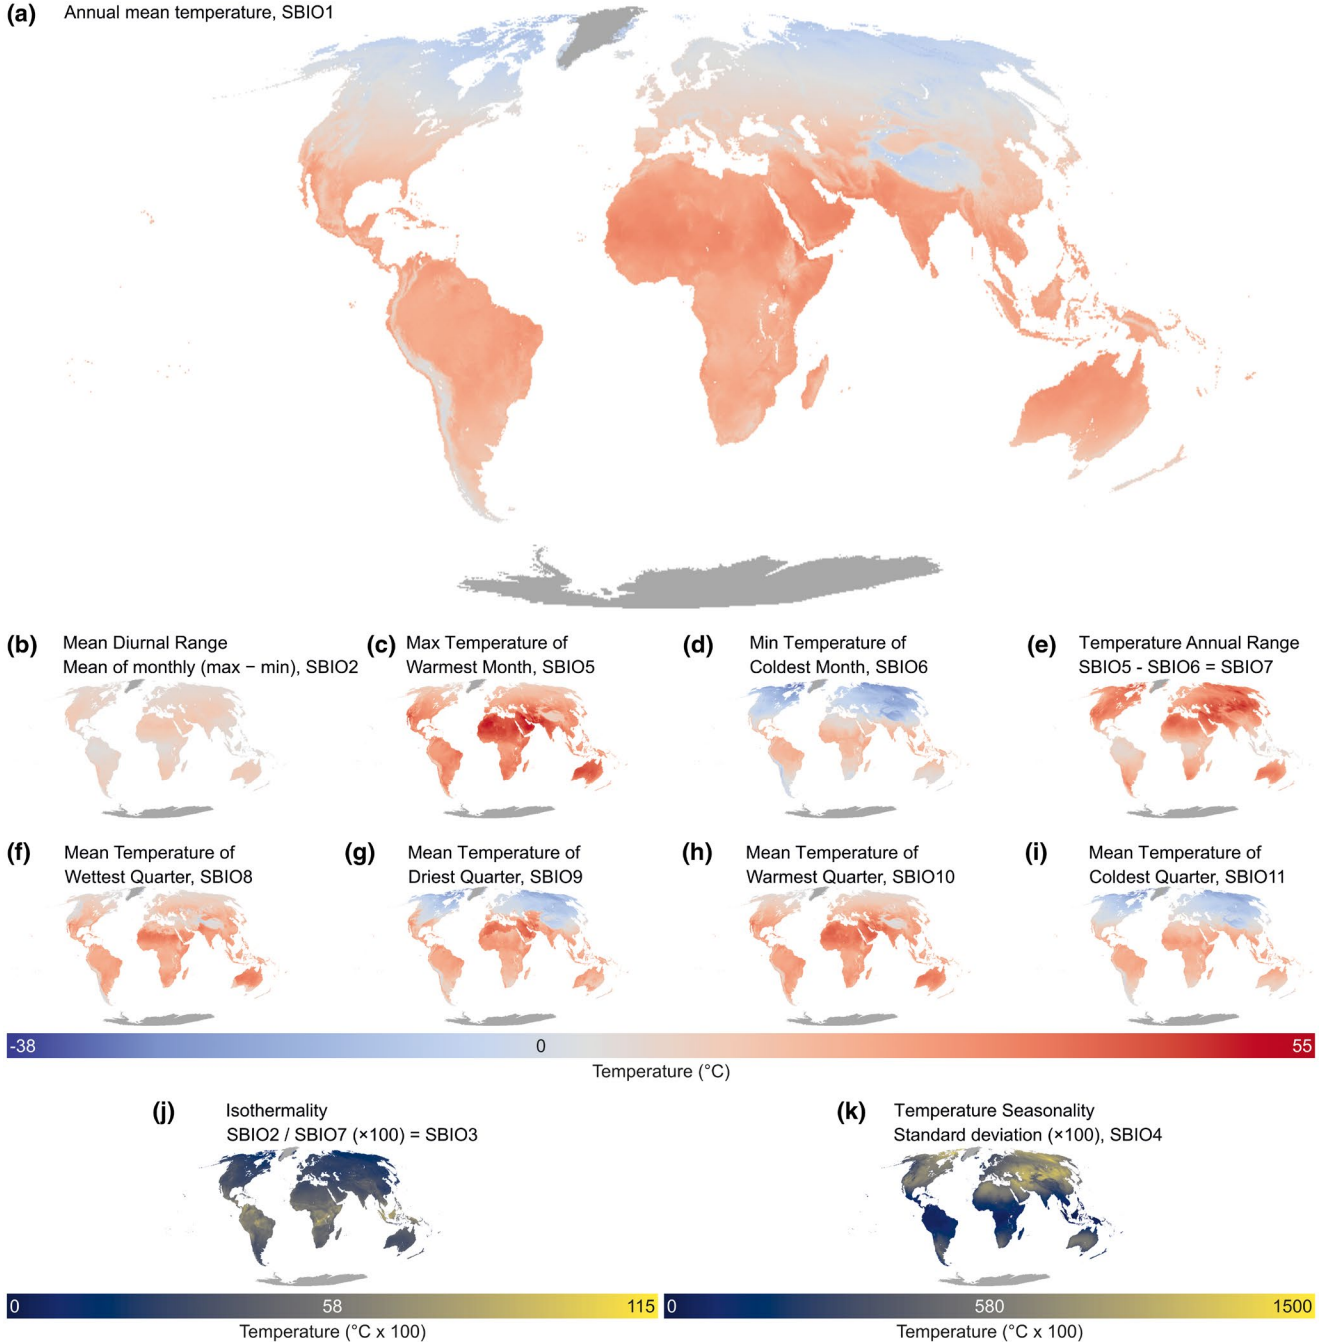 (a) Annual mean temperature, SBIO1
(b) Mean Diurnal Range
Mean of monthly (max − min), SBIO2
(c) Max Temperature of
Warmest Month, SBIO5
(d) Min Temperature of
Coldest Month, SBIO6
(e) Temperature Annual Range
SBIO5 - SBIO6 = SBIO7
(f) Mean Temperature of
Wettest Quarter, SBIO8
(g) Mean Temperature of
Driest Quarter, SBIO9
(h) Mean Temperature of
Warmest Quarter, SBIO10
(i) Mean Temperature of
Coldest Quarter, SBIO11
-38 0 55
Temperature (°C)
(j) Isothermality
SBIO2 / SBIO7 (×100) = SBIO3
(k) Temperature Seasonality
Standard deviation (×100), SBIO4
0 58 115
Temperature (°C x 100)
0 580 1500
Temperature (°C x 100)